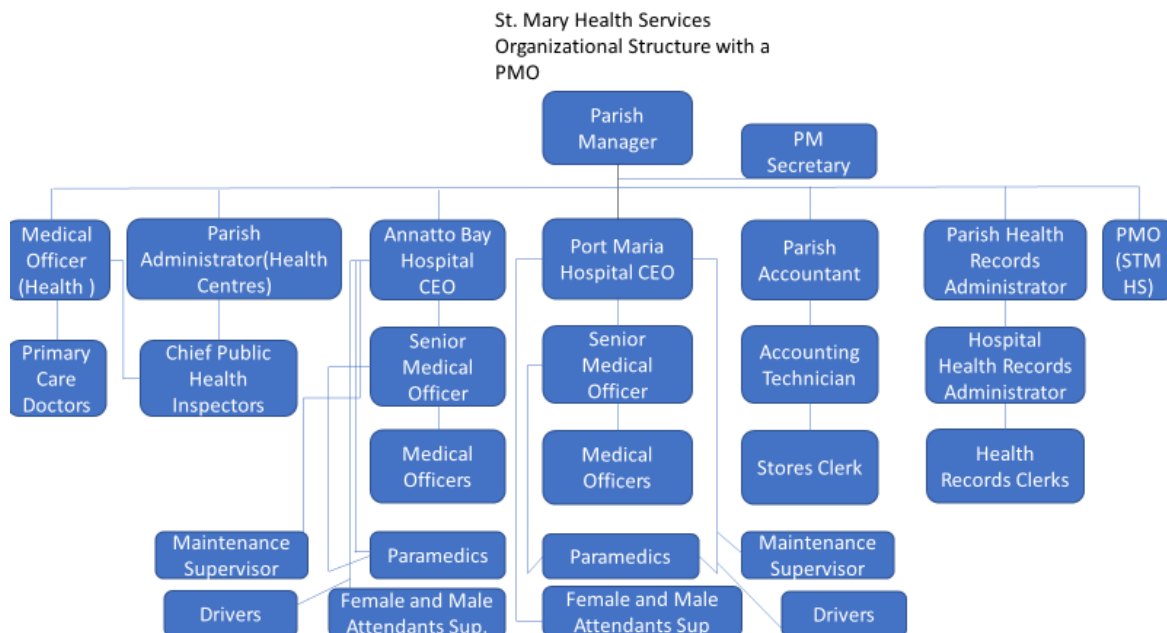 St. Mary Health Services
Organizational Structure with a
PMO
Parish
Manager
PM
Secretary
Medical
Officer
(Health )
Parish
Administrator(Health
Centres)
Annatto Bay
Hospital
CEO
Port Maria
Hospital CEO
Parish
Accountant
Parish Health
Records
Administrator
PMO
(STM
HS)
Primary
Care
Doctors
Chief Public
Health
Inspectors
Senior
Medical
Officer
Senior
Medical
Officer
Accounting
Technician
Hospital
Health Records
Administrator
Medical
Officers
Medical
Officers
Stores Clerk
Health
Records Clerks
Maintenance
Supervisor
Paramedics
Paramedics
Maintenance
Supervisor
Drivers
Female and Male
Attendants Sup.
Female and Male
Attendants Sup
Drivers